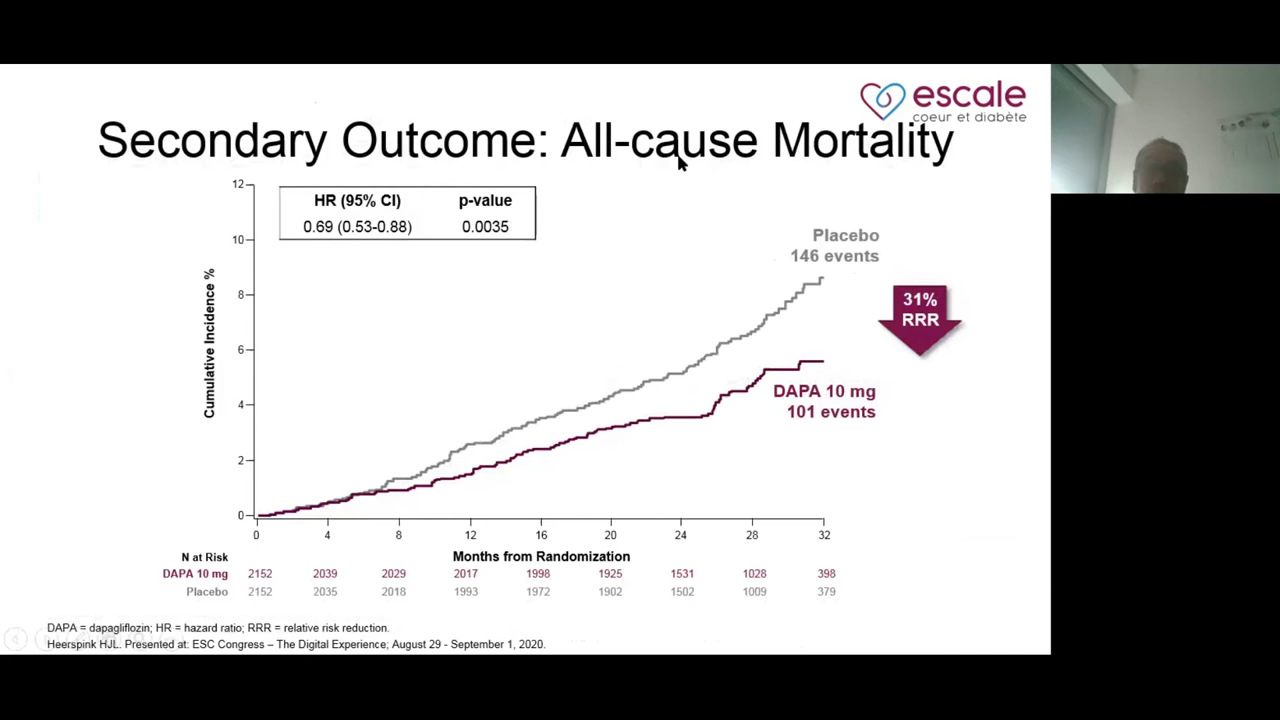 escale
coeur et diabète
Secondary Outcome: All-cause Mortality
12
10
8
6
4
2
0
Cumulative Incidence %
HR (95% CI) p-value
0.69 (0.53-0.88) 0.0035
Placebo
146 events
31%
RRR
DAPA 10 mg
101 events
0 4 8 12 16 20 24 28 32
N at Risk Months from Randomization
DAPA 10 mg 2152 2039 2029 2017 1998 1925 1531 1028 398
Placebo 2152 2035 2018 1993 1972 1902 1502 1009 379
DAPA = dapagliflozin; HR = hazard ratio; RRR = relative risk reduction.
Heerspink HJL. Presented at: ESC Congress – The Digital Experience; August 29 - September 1, 2020.